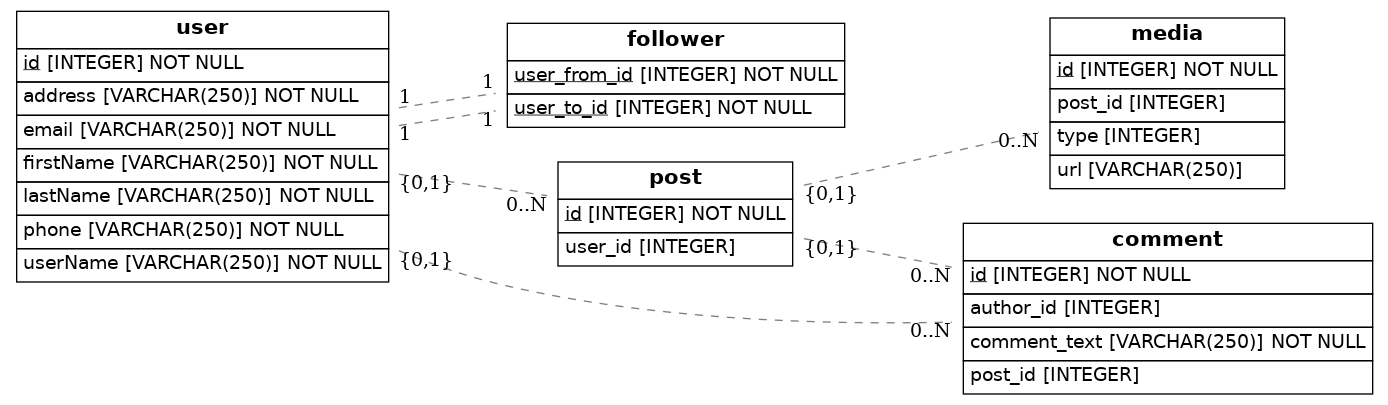 user
id [INTEGER] NOT NULL
address [VARCHAR(250)] NOT NULL
email [VARCHAR(250)] NOT NULL
firstName [VARCHAR(250)] NOT NULL
lastName [VARCHAR(250)] NOT NULL
phone [VARCHAR(250)] NOT NULL
userName [VARCHAR(250)] NOT NULL
1
1
{0,1}
{0,1}
1
1
0..N
follower
user_from_id [INTEGER] NOT NULL
user_to_id [INTEGER] NOT NULL
post
id [INTEGER] NOT NULL
user_id [INTEGER]
{0,1}
{0,1}
0..N
0..N
0..N
media
id [INTEGER] NOT NULL
post_id [INTEGER]
type [INTEGER]
url [VARCHAR(250)]
comment
id [INTEGER] NOT NULL
author_id [INTEGER]
comment_text [VARCHAR(250)] NOT NULL
post_id [INTEGER]